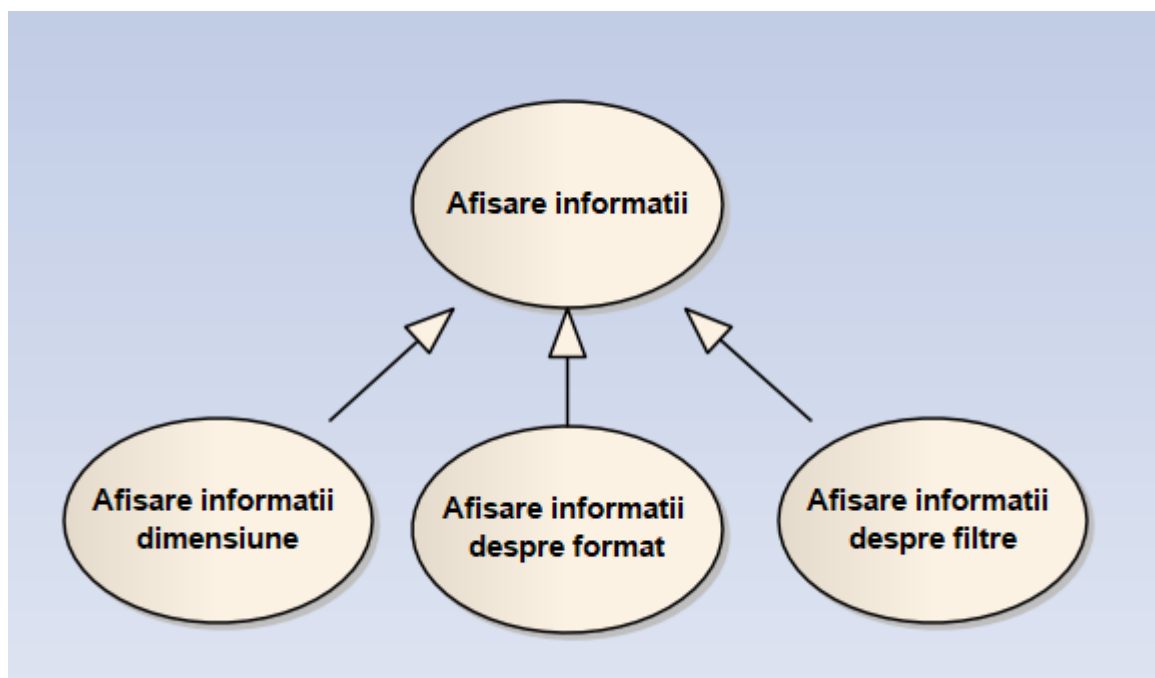 Afisare informatii
Afisare informatii
dimensiune
Afisare informatii
despre format
Afisare informatii
despre filtre